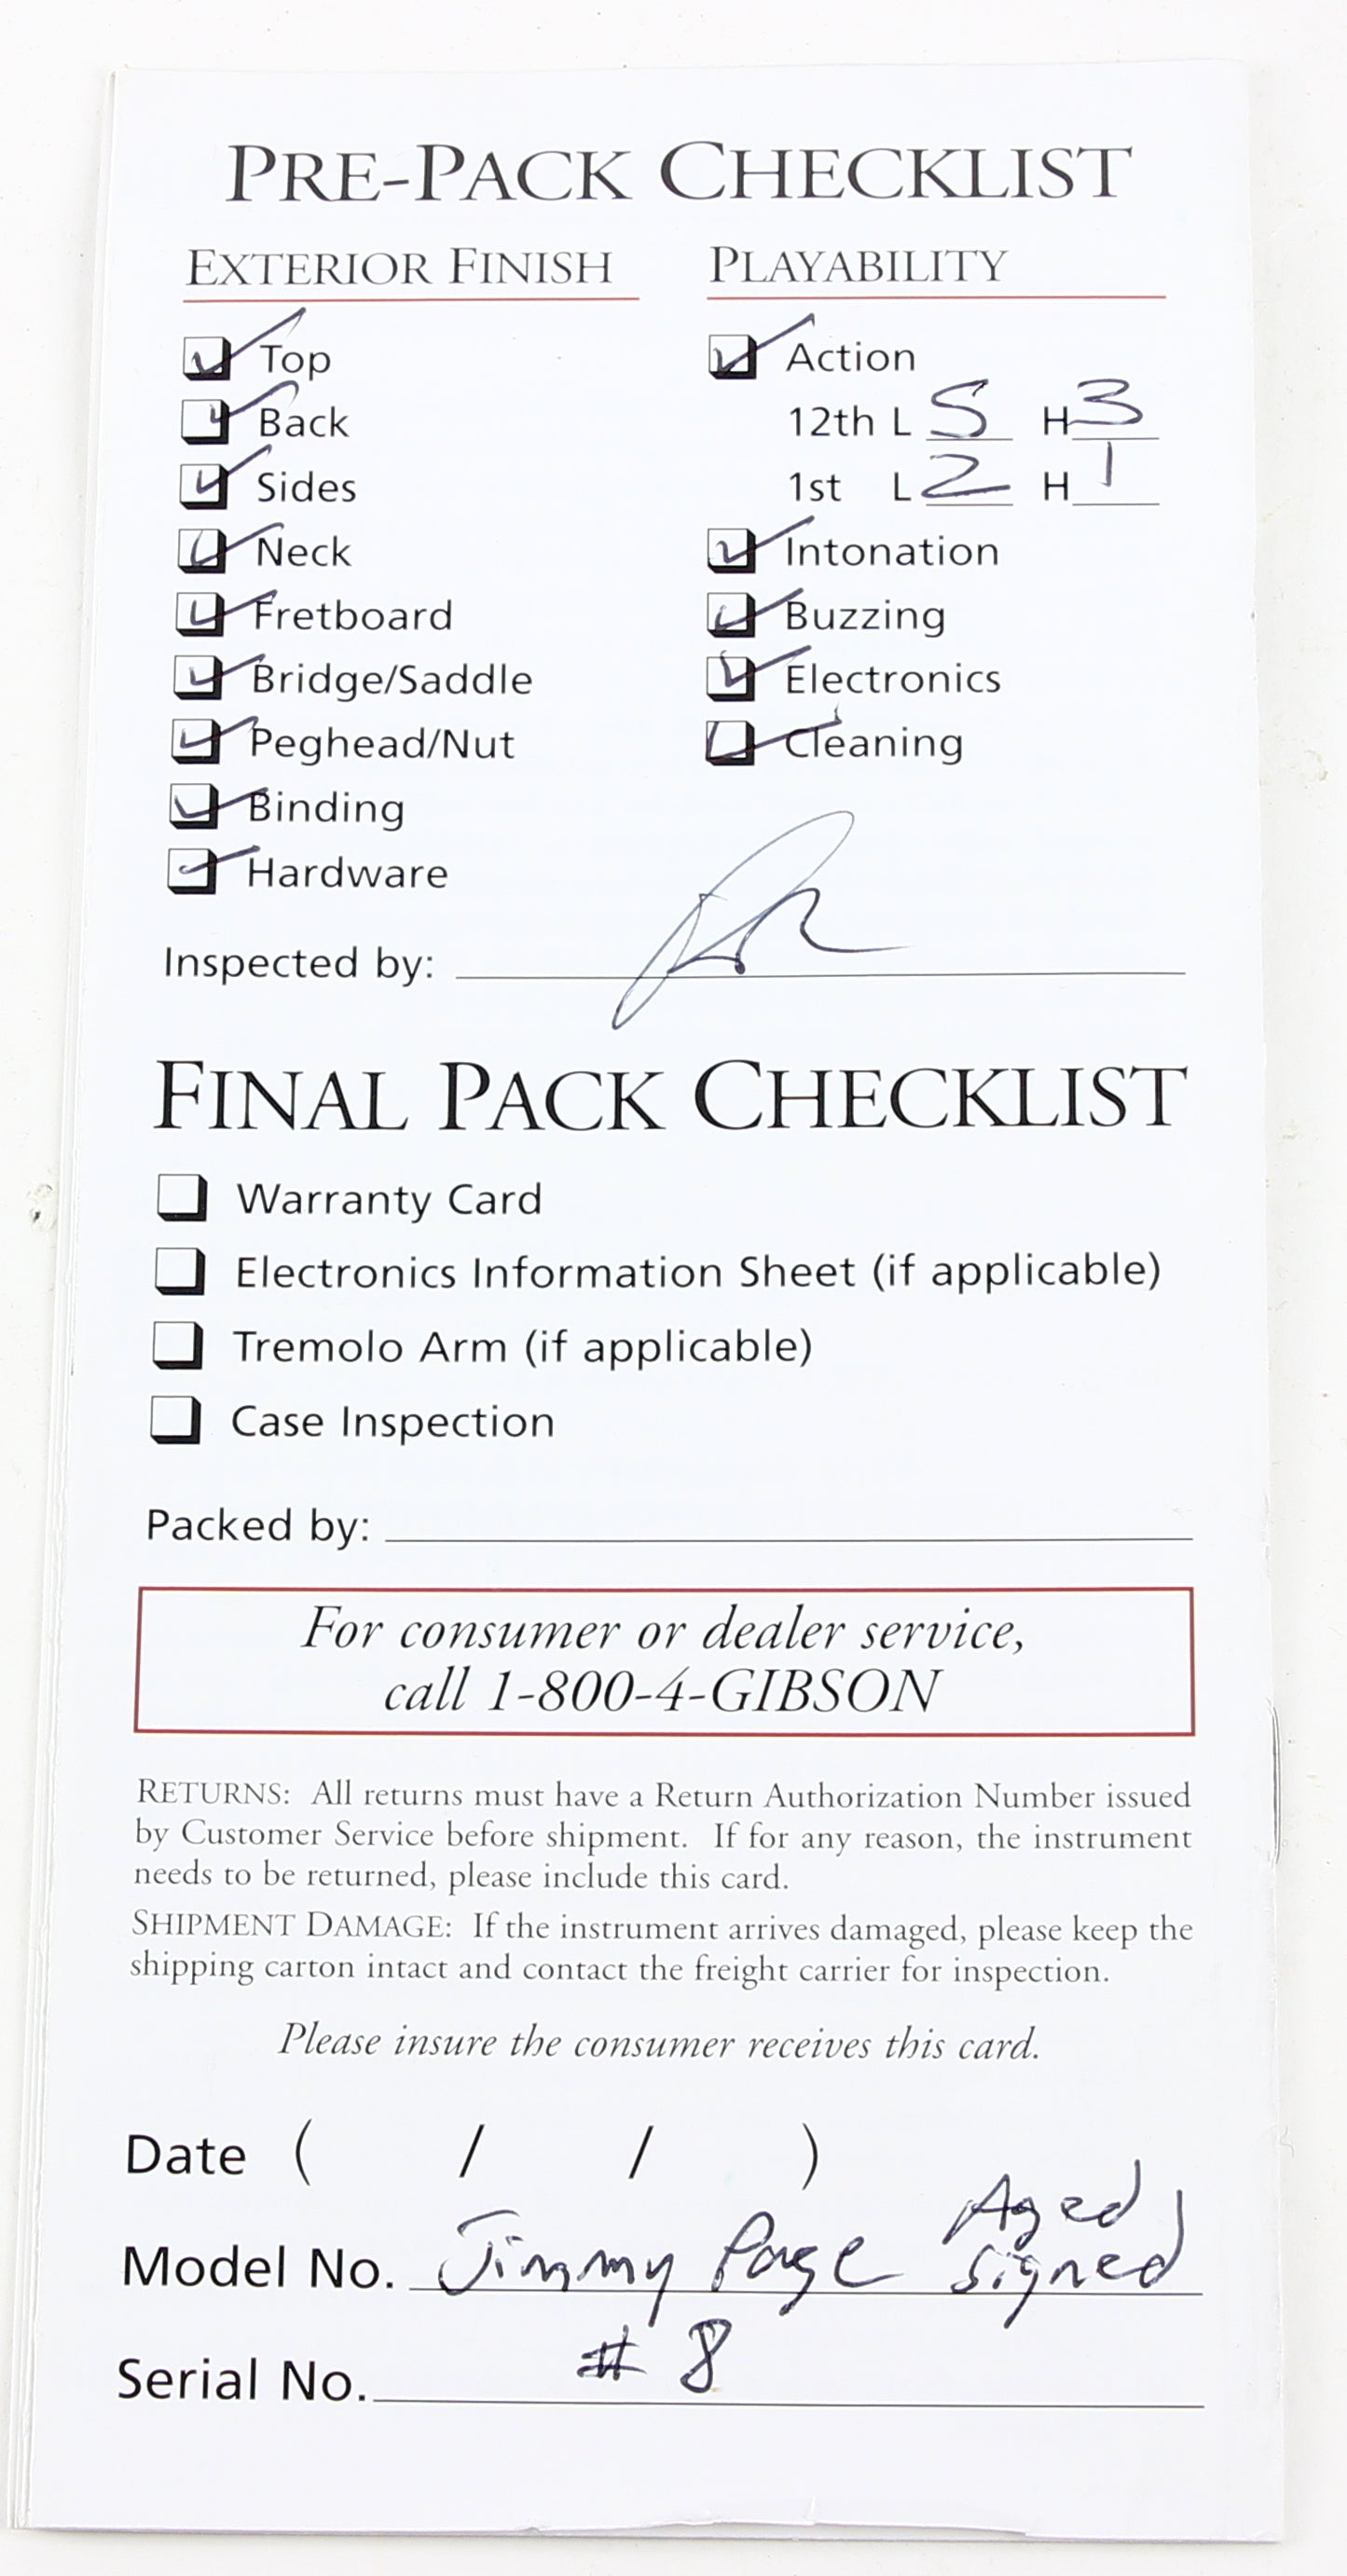 PRE-PACK CHECKLIST
EXTERIOR FINISH
Top
Back
Sides
Neck
Fretboard
Bridge/Saddle
Peghead/Nut
Binding
Hardware
PLAYABILITY
Action
12th L 5 H 3
1st L 2 H 1
Intonation
Buzzing
Electronics
Cleaning
Inspected by:
FINAL PACK CHECKLIST
Warranty Card
Electronics Information Sheet (if applicable)
Tremolo Arm (if applicable)
Case Inspection
Packed by:
For consumer or dealer service,
call 1-800-4-GIBSON
RETURNS: All returns must have a Return Authorization Number issued
by Customer Service before shipment. If for any reason, the instrument
needs to be returned, please include this card.
SHIPMENT DAMAGE: If the instrument arrives damaged, please keep the
shipping carton intact and contact the freight carrier for inspection.
Please insure the consumer receives this card.
Date ( / / )
Aged
Model No. Jimmy Page signed
Serial No. # 8